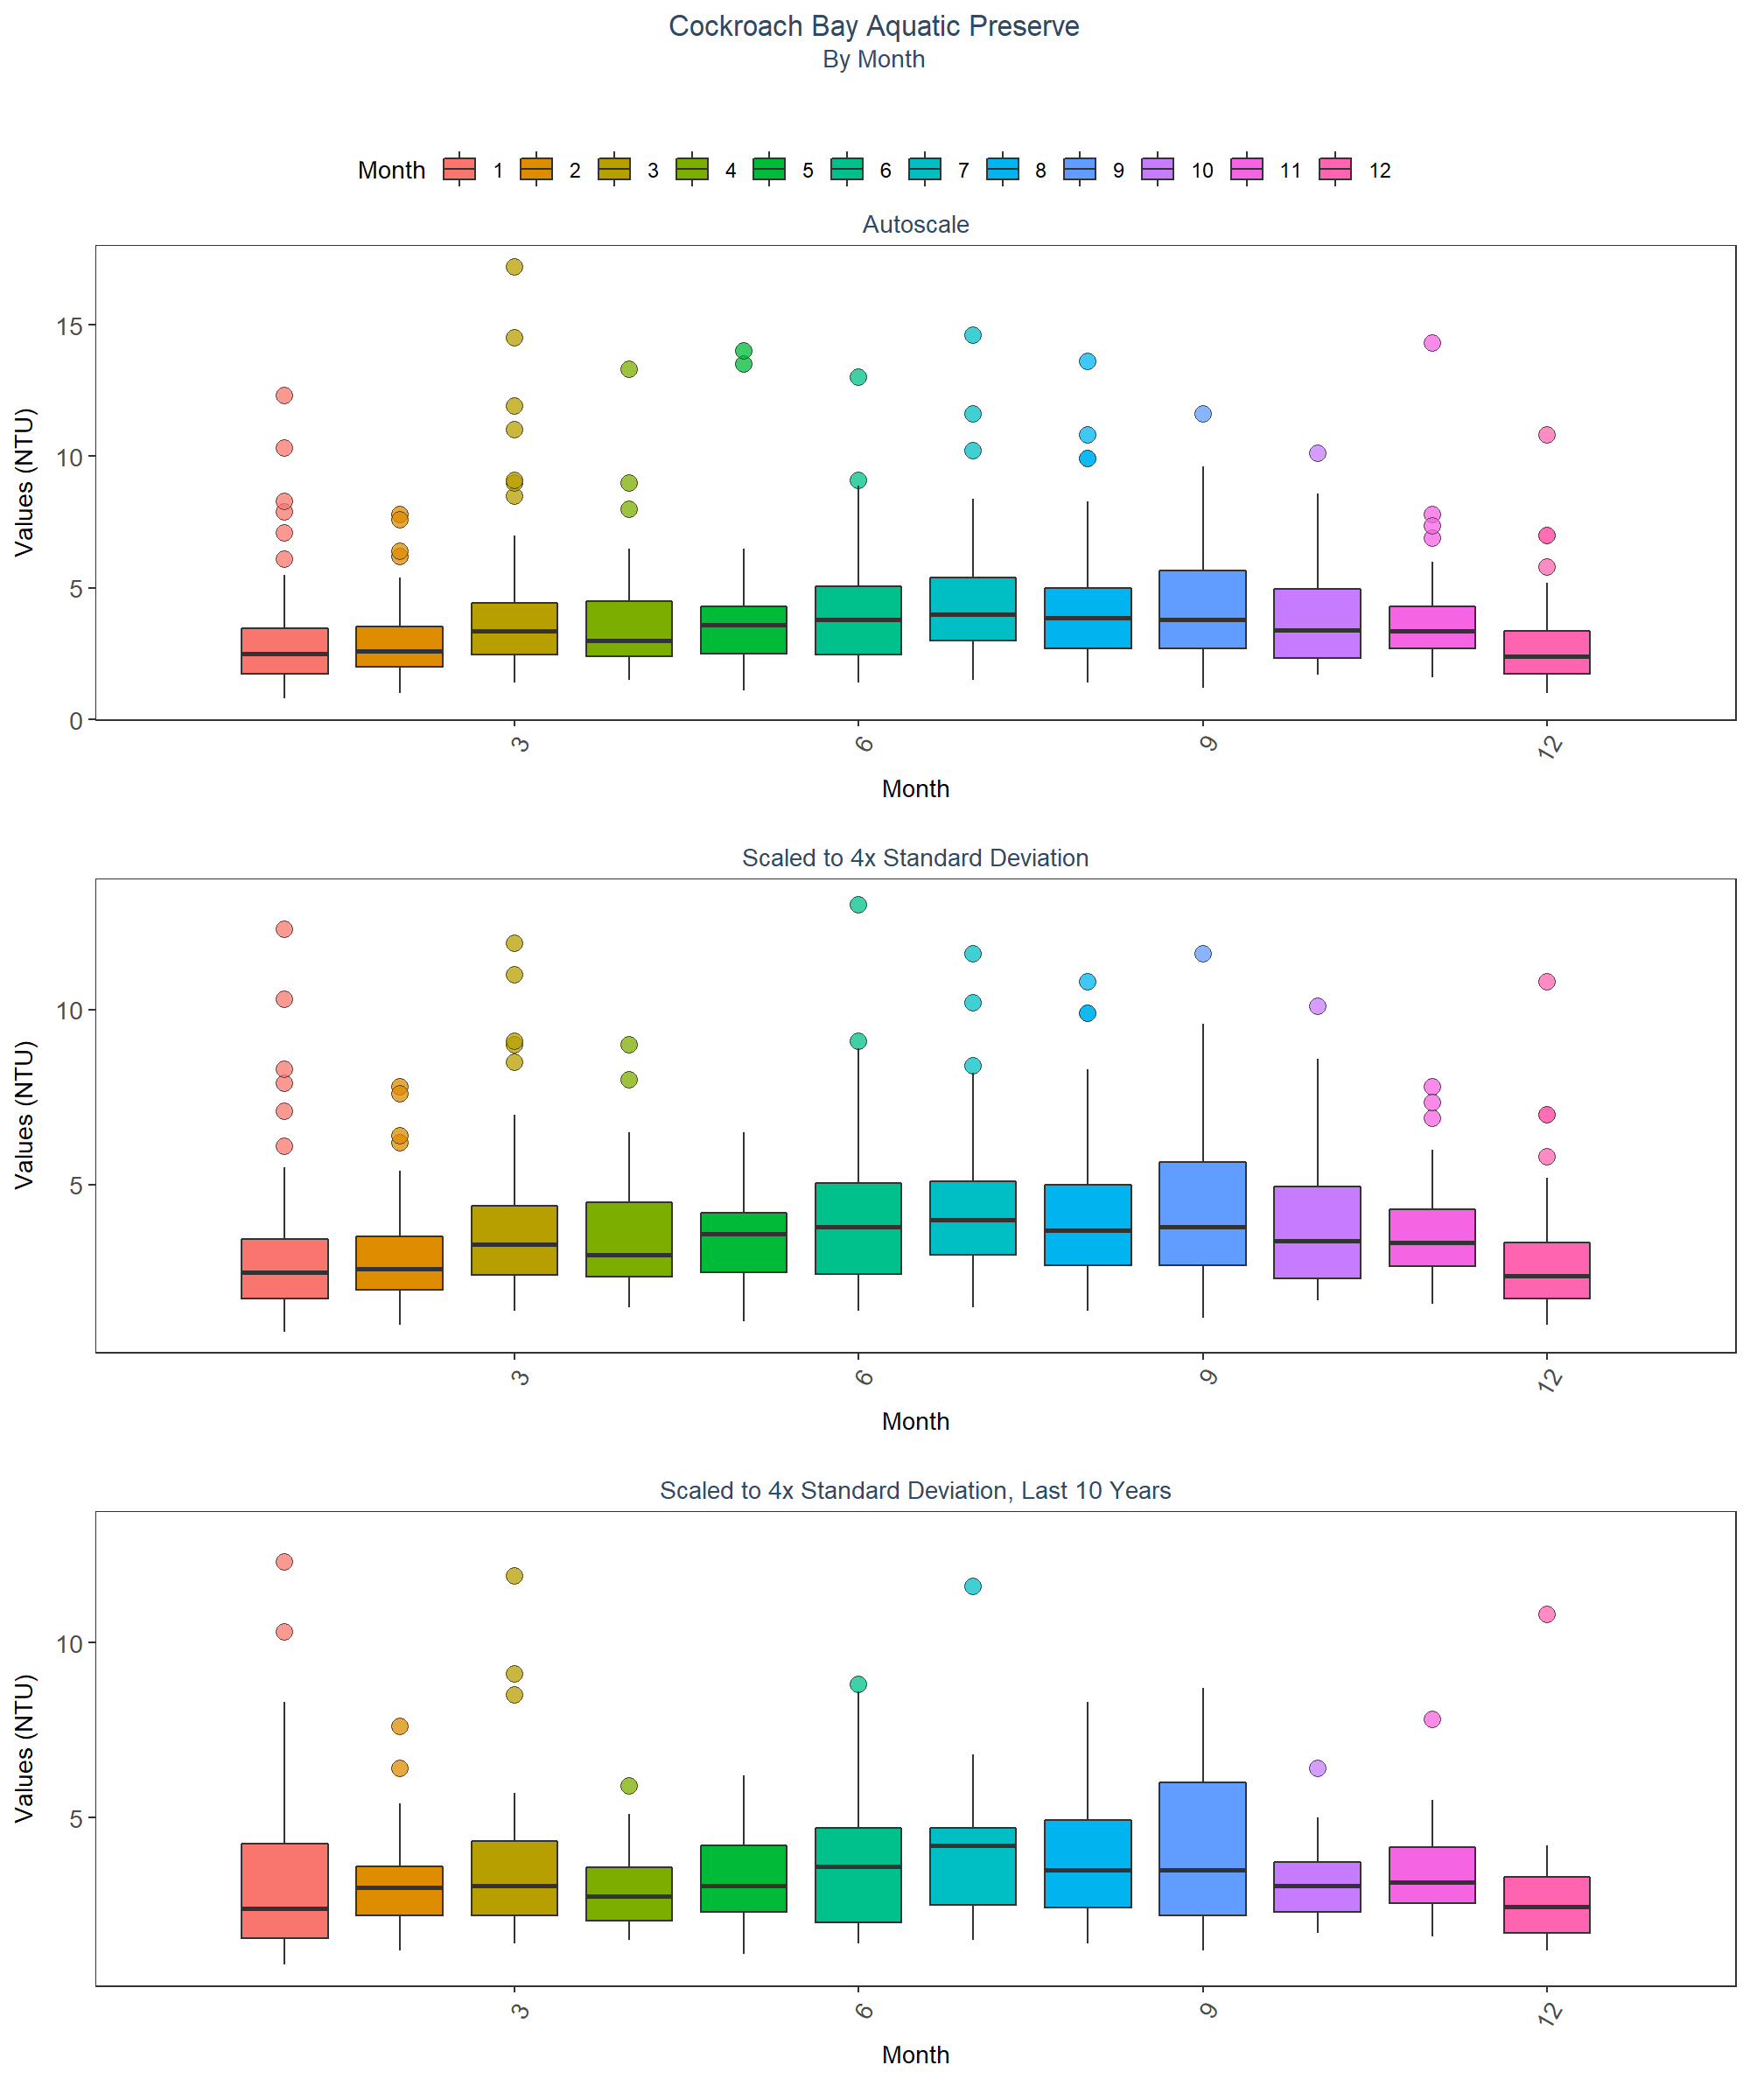 Cockroach Bay Aquatic Preserve
By Month
Month 1 2 3 4 5 6 7 8 9 10 11 12
Autoscale
Values (NTU)
15
10
5
0
3 6 9 12
Month
Scaled to 4x Standard Deviation
Values (NTU)
10
5
3 6 9 12
Month
Scaled to 4x Standard Deviation, Last 10 Years
Values (NTU)
10
5
3 6 9 12
Month